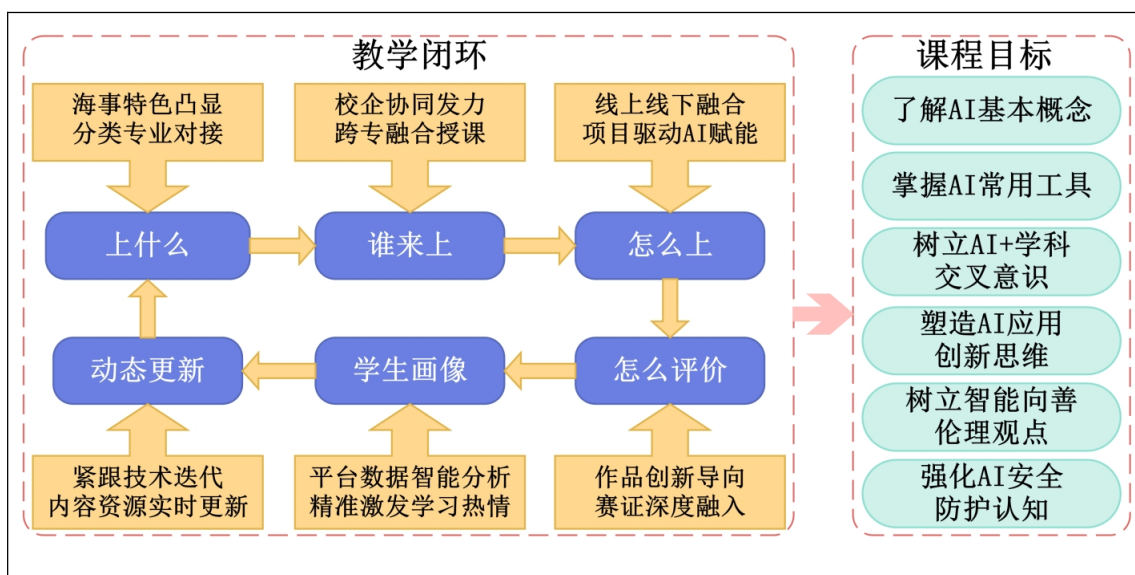 教学闭环
海事特色凸显
分类专业对接
校企协同发力
跨专融合授课
线上线下融合
项目驱动AI赋能
上什么
谁来上
怎么上
动态更新
学生画像
怎么评价
紧跟技术迭代
内容资源实时更新
平台数据智能分析
精准激发学习热情
作品创新导向
赛证深度融入
课程目标
了解AI基本概念
掌握AI常用工具
树立AI+学科
交叉意识
塑造AI应用
创新思维
树立智能向善
伦理观点
强化AI安全
防护认知